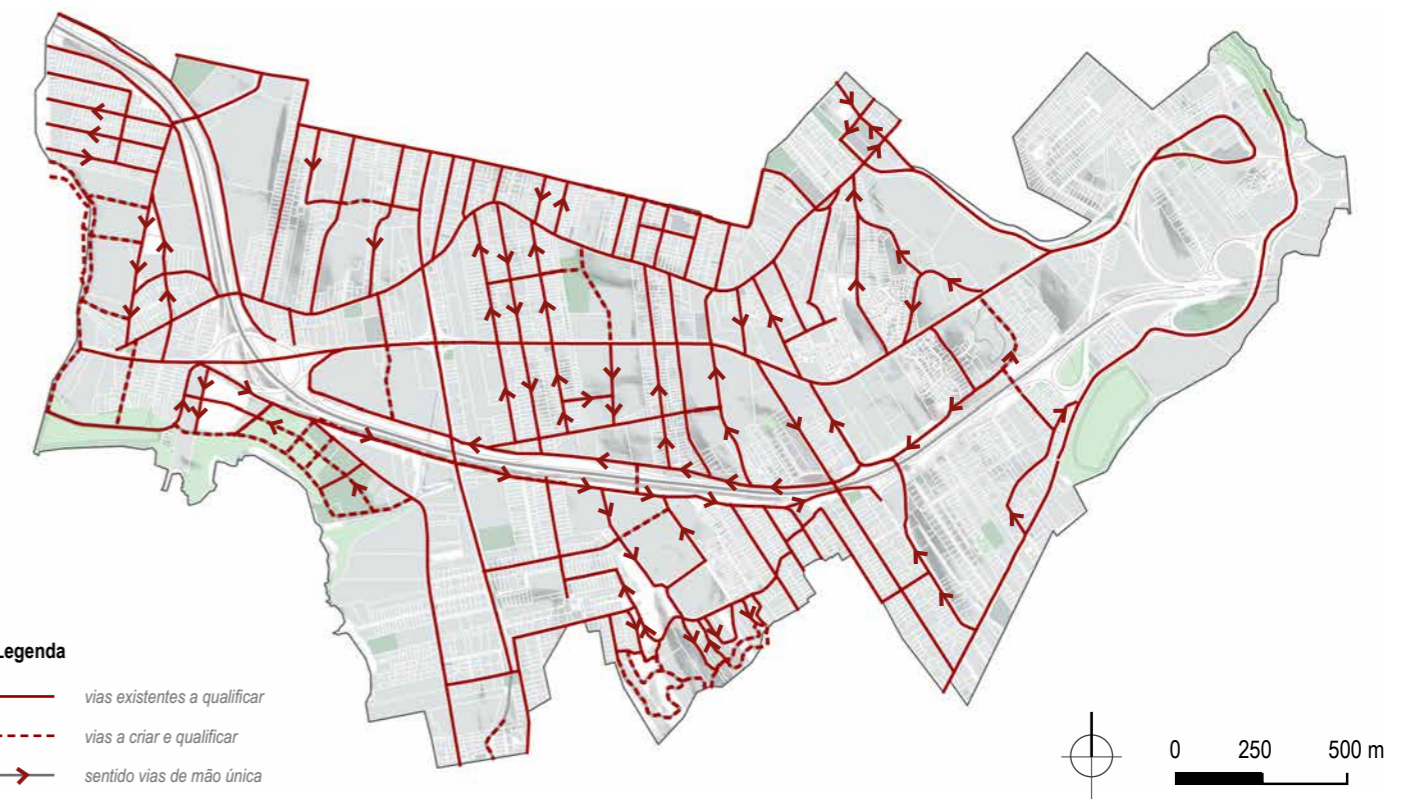 Legenda
vias existentes a qualificar
vias a criar e qualificar
sentido vias de mão única
0 250 500 m